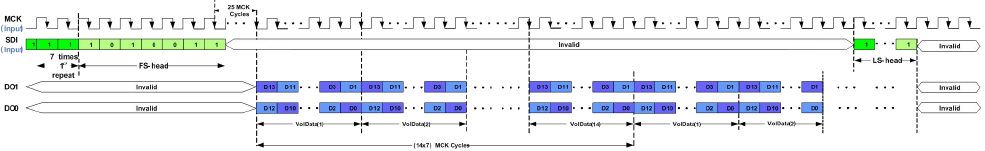 25 MCK
Cycles
MCK
(Input)
SDI
(Input)
1 1 1 1 0 1 0 0 0 1 Invalid 1 1 Invalid
7 times
1''
repeat
FS-head
LS-head
DO1 Invalid D13 D11 D3 D1 D13 D11 D3 D1 D13 D11 D3 D1 D13 D11 D3 D1 D13 D11 D1 Invalid
DO0 Invalid D12 D10 D2 D0 D12 D10 D2 D0 D12 D10 D2 D0 D12 D10 D2 D0 D12 D10 D0 Invalid
VolData(1) VolData(2) VolData(14) VolData(1) VolData(2)
(14x7) MCK Cycles